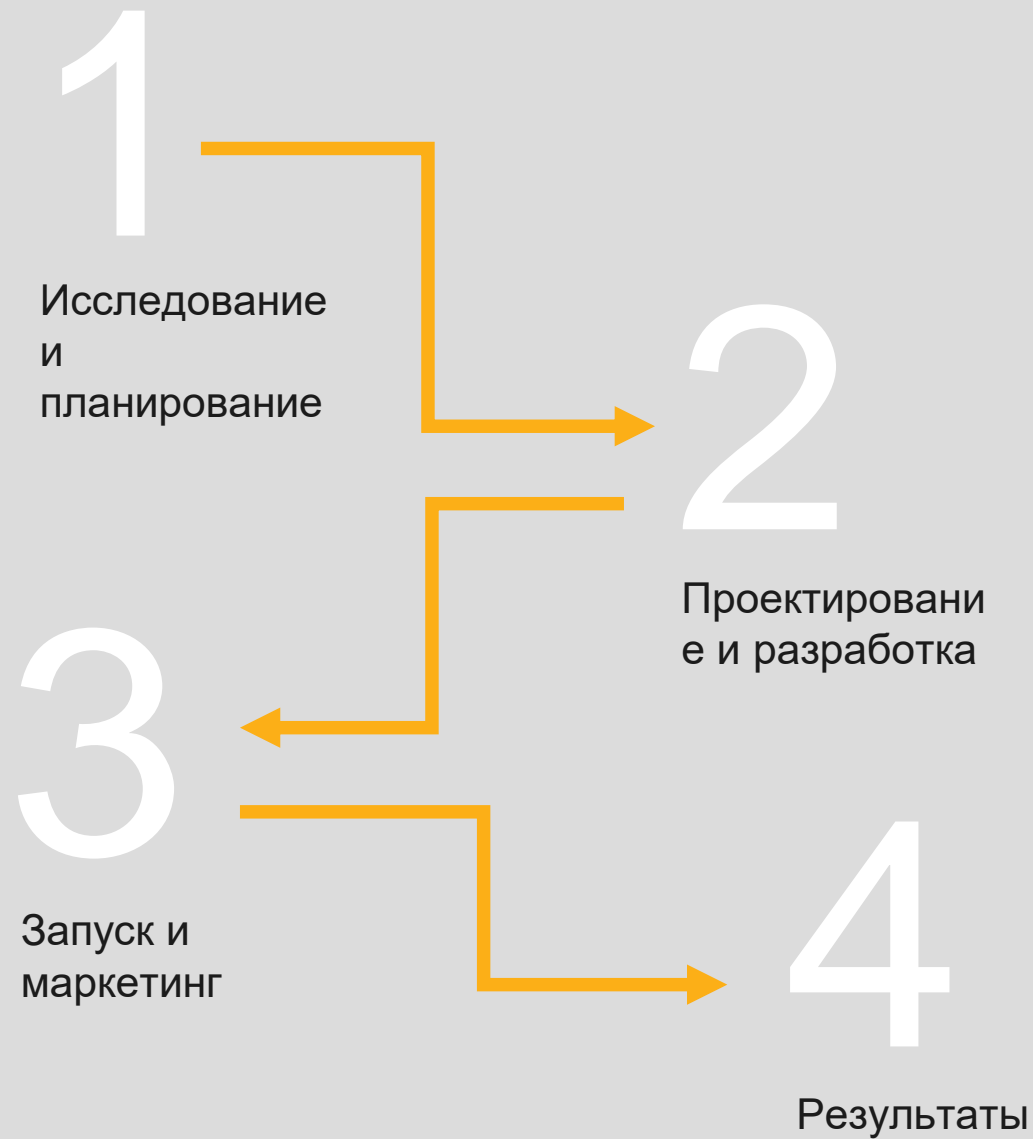 1
Исследование
и
планирование
2
Проектировани
е и разработка
3
Запуск и
маркетинг
4
Результаты